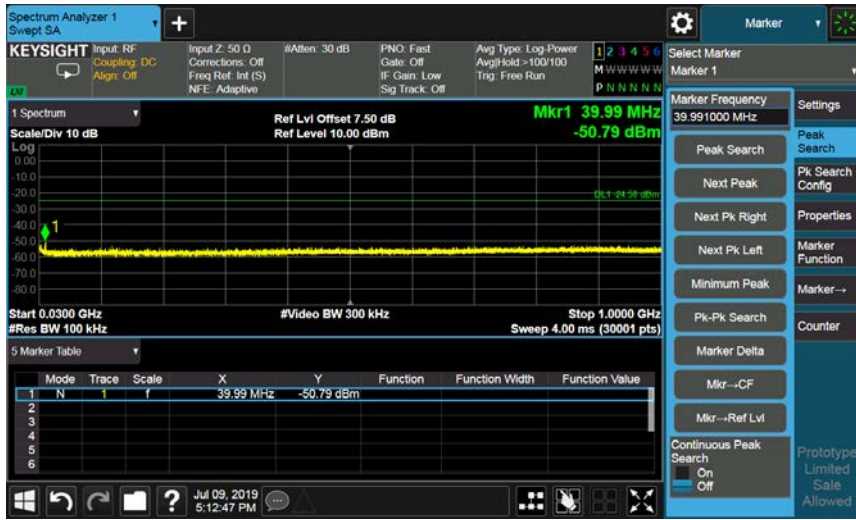 Spectrum Analyzer 1
Swept SA
+
Marker
KEYSIGHT
Input: RF
Coupling: DC
Align: Off
Input Z: 50 Ω
Corrections: Off
Freq Ref: Int (S)
NFE: Adaptive
#Atten: 30 dB
PNO: Fast
Gate: Off
IF Gain: Low
Sig Track: Off
Avg Type: Log-Power
Avg|Hold:>100/100
Trig: Free Run
1 2 3 4 5 6
M W W W W W
P N N N N N
LXI
1 Spectrum
Scale/Div 10 dB
Ref Lvl Offset 7.50 dB
Ref Level 10.00 dBm
Mkr1 39.99 MHz
-50.79 dBm
Log
0.00
-10.0
-20.0
-30.0
-40.0
-50.0
-60.0
-70.0
-80.0
DL1 -24.58 dBm
1
Start 0.0300 GHz
#Res BW 100 kHz
#Video BW 300 kHz
Stop 1.0000 GHz
Sweep 4.00 ms (30001 pts)
5 Marker Table
Mode Trace Scale X Y Function Function Width Function Value
1 N 1 f 39.99 MHz -50.79 dBm
2
3
4
5
6
Jul 09, 2019
5:12:47 PM
?
Select Marker
Marker 1
Marker Frequency
39.991000 MHz
Peak Search
Next Peak
Next Pk Right
Next Pk Left
Minimum Peak
Pk-Pk Search
Marker Delta
Mkr→CF
Mkr→Ref Lvl
Continuous Peak
Search
On
Off
Settings
Peak
Search
Pk Search
Config
Properties
Marker
Function
Marker→
Counter
Prototype
Limited
Sale
Allowed